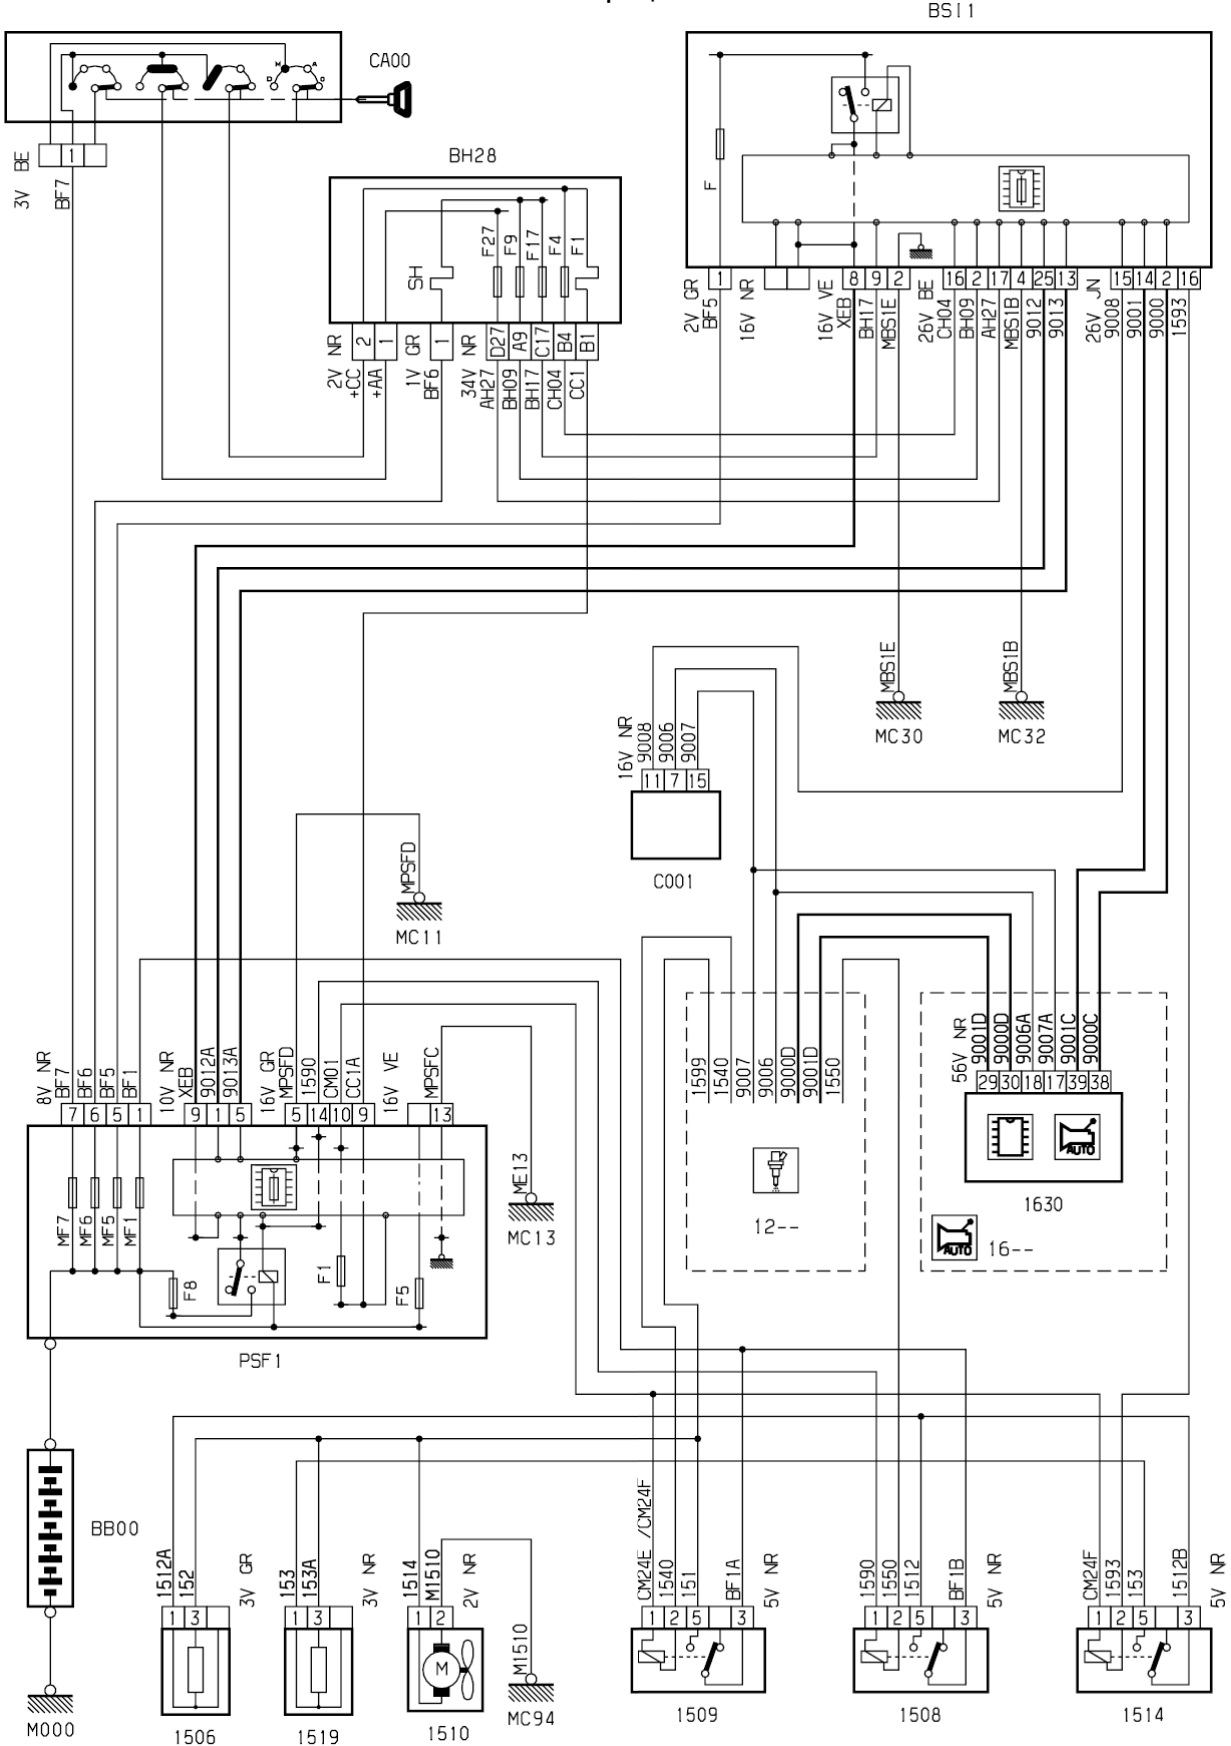 BSI1
CA00
M
A
D
C
3V BE
1
BF7
BH28
SH
F27
F9
F17
F4
F1
2V NR
2
1
1V GR
1
34V NR
D27
A9
C17
B4
B1
+CC
+AA
BF6
AH27
BH09
BH17
CH04
CC1
F
2V GR
1
16V NR
16V VE
8
9
2
26V BE
16
2
17
4
25
13
26V JN
15
14
2
16
BF5
XEB
BH17
MBS1E
CH04
BH09
AH27
MBS1B
9012
9013
9008
9001
9000
1593
MBS1E
MC30
MBS1B
MC32
16V NR
9008
9006
9007
11
7
15
C001
MPSFD
MC11
8V NR
BF7
BF6
BF5
BF1
10V NR
XEB
9012A
9013A
16V GR
MPSFD
1590
CM01
CC1A
16V VE
MPSFC
7
6
5
1
9
1
5
5
14
10
9
13
MF7
MF6
MF5
MF1
F8
F1
F5
PSF1
ME13
MC13
1599
1540
9007
9006
9000D
9001D
1550
12--
56V NR
9001D
9000D
9006A
9007A
9001C
9000C
29
30
18
17
39
38
AUTO
1630
AUTO
16--
BB00
M000
1512A
152
3V GR
1
3
1506
153
153A
3V NR
1
3
1519
1514
M1510
2V NR
1
2
M
1510
M1510
MC94
CM24E /CM24F
1540
151
BF1A
5V NR
1
2
5
3
1509
1590
1550
1512
BF1B
5V NR
1
2
5
3
1508
CM24F
1593
153
1512B
5V NR
1
2
5
3
1514